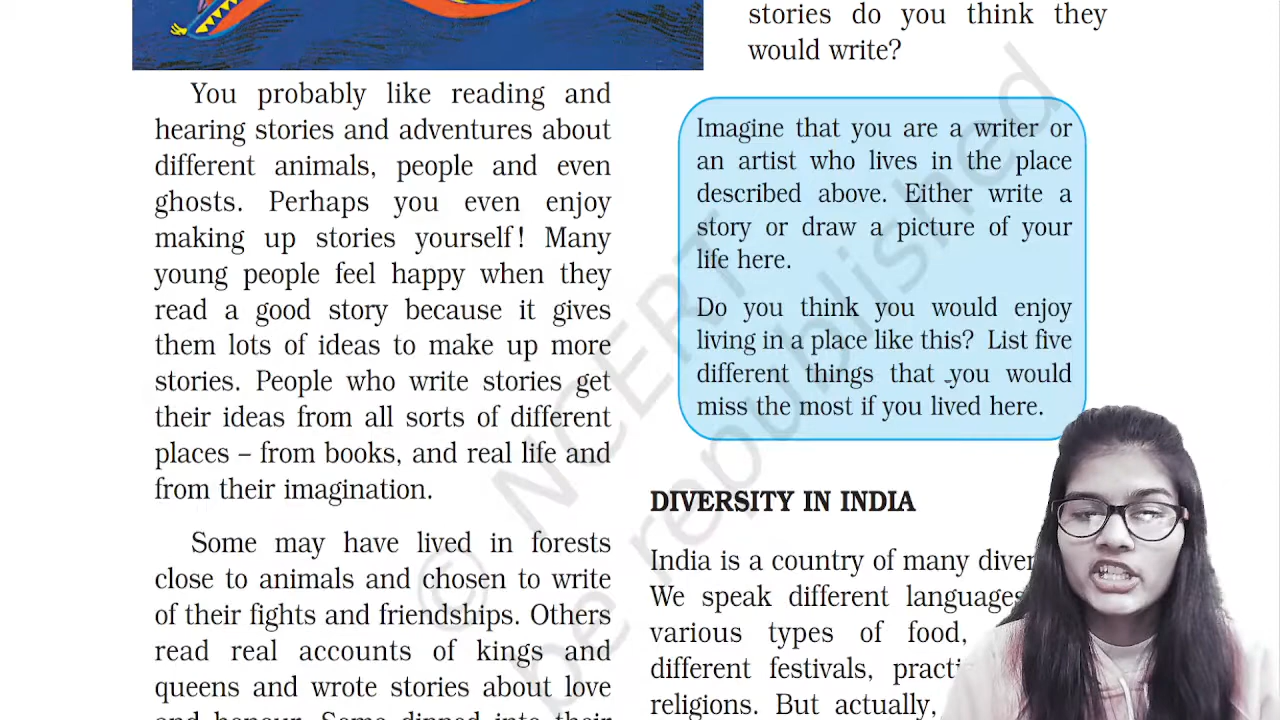 You probably like reading and
hearing stories and adventures about
different animals, people and even
ghosts. Perhaps you even enjoy
making up stories yourself! Many
young people feel happy when they
read a good story because it gives
them lots of ideas to make up more
stories. People who write stories get
their ideas from all sorts of different
places – from books, and real life and
from their imagination.
Some may have lived in forests
close to animals and chosen to write
of their fights and friendships. Others
read real accounts of kings and
queens and wrote stories about love
and honour. Some dipped into their
stories do you think they
would write?
Imagine that you are a writer or
an artist who lives in the place
described above. Either write a
story or draw a picture of your
life here.
Do you think you would enjoy
living in a place like this? List five
different things that you would
miss the most if you lived here.
DIVERSITY IN INDIA
India is a country of many
We speak different languages
various types of food,
different festivals,
religions. But actually,
© NCERT
be republished